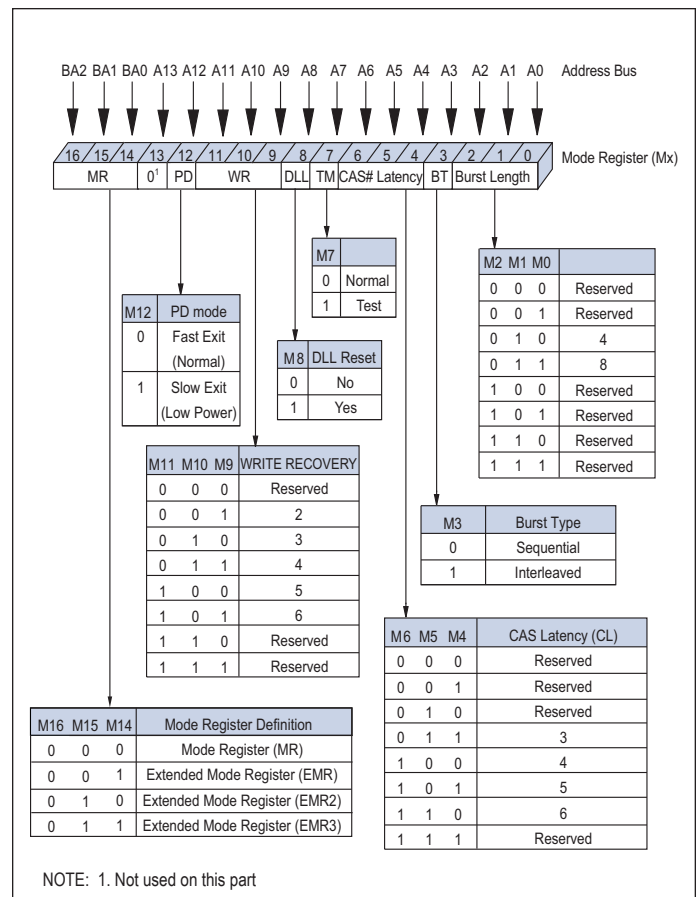 BA2 BA1 BA0 A13 A12 A11 A10 A9 A8 A7 A6 A5 A4 A3 A2 A1 A0 Address Bus
16 15 14 13 12 11 10 9 8 7 6 5 4 3 2 1 0 Mode Register (Mx)
MR 0¹ PD WR DLL TM CAS# Latency BT Burst Length
M7
0 Normal
1 Test
M2 M1 M0
0 0 0 Reserved
0 0 1 Reserved
0 1 0 4
0 1 1 8
1 0 0 Reserved
1 0 1 Reserved
1 1 0 Reserved
1 1 1 Reserved
M12 PD mode
0 Fast Exit
(Normal)
1 Slow Exit
(Low Power)
M8 DLL Reset
0 No
1 Yes
M11 M10 M9 WRITE RECOVERY
0 0 0 Reserved
0 0 1 2
0 1 0 3
0 1 1 4
1 0 0 5
1 0 1 6
1 1 0 Reserved
1 1 1 Reserved
M3 Burst Type
0 Sequential
1 Interleaved
M6 M5 M4 CAS Latency (CL)
0 0 0 Reserved
0 0 1 Reserved
0 1 0 Reserved
0 1 1 3
1 0 0 4
1 0 1 5
1 1 0 6
1 1 1 Reserved
M16 M15 M14 Mode Register Definition
0 0 0 Mode Register (MR)
0 0 1 Extended Mode Register (EMR)
0 1 0 Extended Mode Register (EMR2)
0 1 1 Extended Mode Register (EMR3)
NOTE: 1. Not used on this part